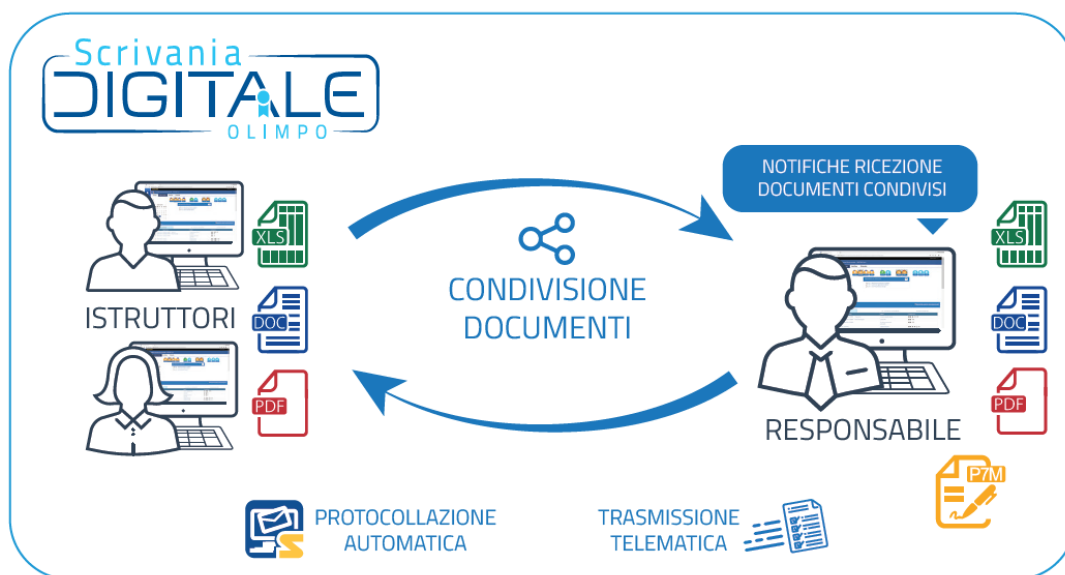 Scrivania
DIGITALE
OLIMPO
NOTIFICHE RICEZIONE
DOCUMENTI CONDIVISI
XLS
XLS
CONDIVISIONE
DOCUMENTI
ISTRUTTORI
DOC
DOC
PDF
PDF
RESPONSABILE
P7M
PROTOCOLLAZIONE
AUTOMATICA
TRASMISSIONE
TELEMATICA